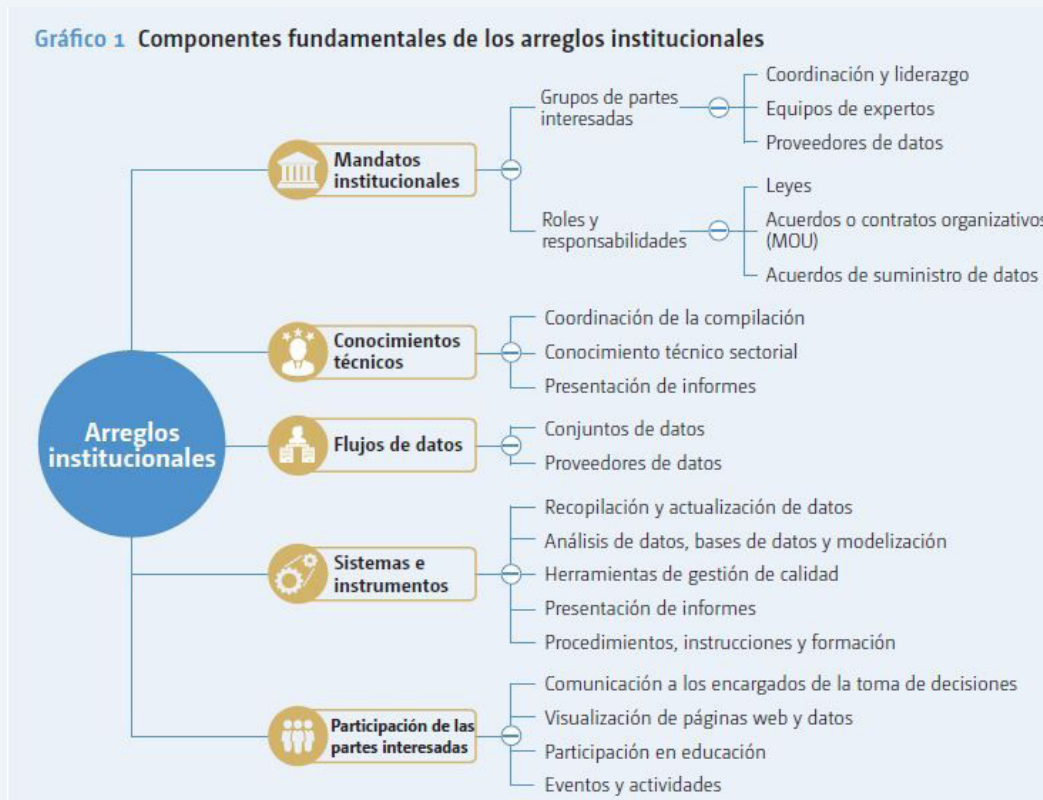 Gráfico 1 Componentes fundamentales de los arreglos institucionales
Arreglos
institucionales
Mandatos
institucionales
Grupos de partes
interesadas
Coordinación y liderazgo
Equipos de expertos
Proveedores de datos
Roles y
responsabilidades
Leyes
Acuerdos o contratos organizativos
(MOU)
Acuerdos de suministro de datos
Conocimientos
técnicos
Coordinación de la compilación
Conocimiento técnico sectorial
Presentación de informes
Flujos de datos
Conjuntos de datos
Proveedores de datos
Sistemas e
instrumentos
Recopilación y actualización de datos
Análisis de datos, bases de datos y modelización
Herramientas de gestión de calidad
Presentación de informes
Procedimientos, instrucciones y formación
Participación de las
partes interesadas
Comunicación a los encargados de la toma de decisiones
Visualización de páginas web y datos
Participación en educación
Eventos y actividades